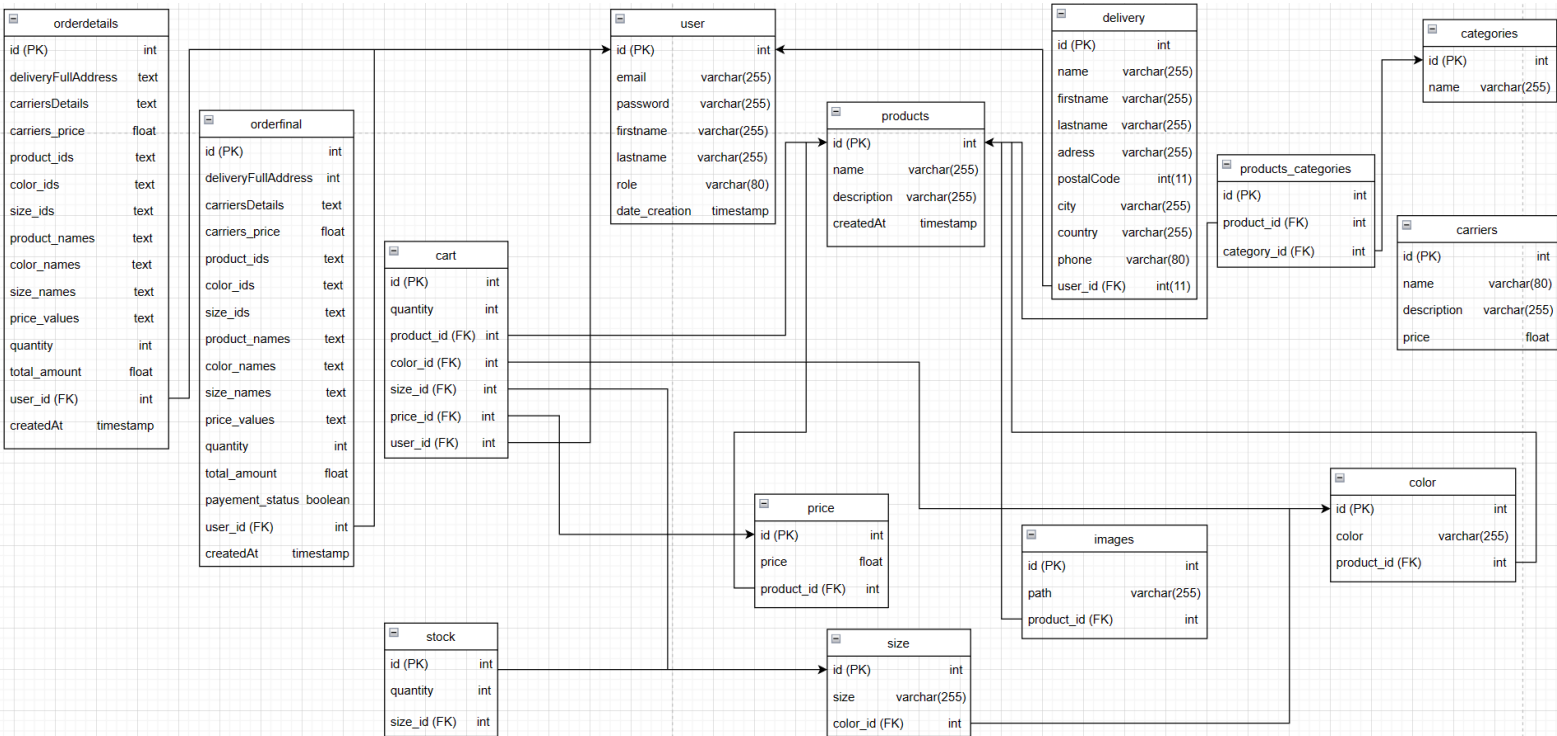 orderdetails
id (PK) int
deliveryFullAddress text
carriersDetails text
carriers_price float
product_ids text
color_ids text
size_ids text
product_names text
color_names text
size_names text
price_values text
quantity int
total_amount float
user_id (FK) int
createdAt timestamp
orderfinal
id (PK) int
deliveryFullAddress int
carriersDetails text
carriers_price float
product_ids text
color_ids text
size_ids text
product_names text
color_names text
size_names text
price_values text
quantity int
total_amount float
payement_status boolean
user_id (FK) int
createdAt timestamp
cart
id (PK) int
quantity int
product_id (FK) int
color_id (FK) int
size_id (FK) int
price_id (FK) int
user_id (FK) int
stock
id (PK) int
quantity int
size_id (FK) int
user
id (PK) int
email varchar(255)
password varchar(255)
firstname varchar(255)
lastname varchar(255)
role varchar(80)
date_creation timestamp
products
id (PK) int
name varchar(255)
description varchar(255)
createdAt timestamp
price
id (PK) int
price float
product_id (FK) int
size
id (PK) int
size varchar(255)
color_id (FK) int
delivery
id (PK) int
name varchar(255)
firstname varchar(255)
lastname varchar(255)
adress varchar(255)
postalCode int(11)
city varchar(255)
country varchar(255)
phone varchar(80)
user_id (FK) int(11)
images
id (PK) int
path varchar(255)
product_id (FK) int
products_categories
id (PK) int
product_id (FK) int
category_id (FK) int
categories
id (PK) int
name varchar(255)
carriers
id (PK) int
name varchar(80)
description varchar(255)
price float
color
id (PK) int
color varchar(255)
product_id (FK) int